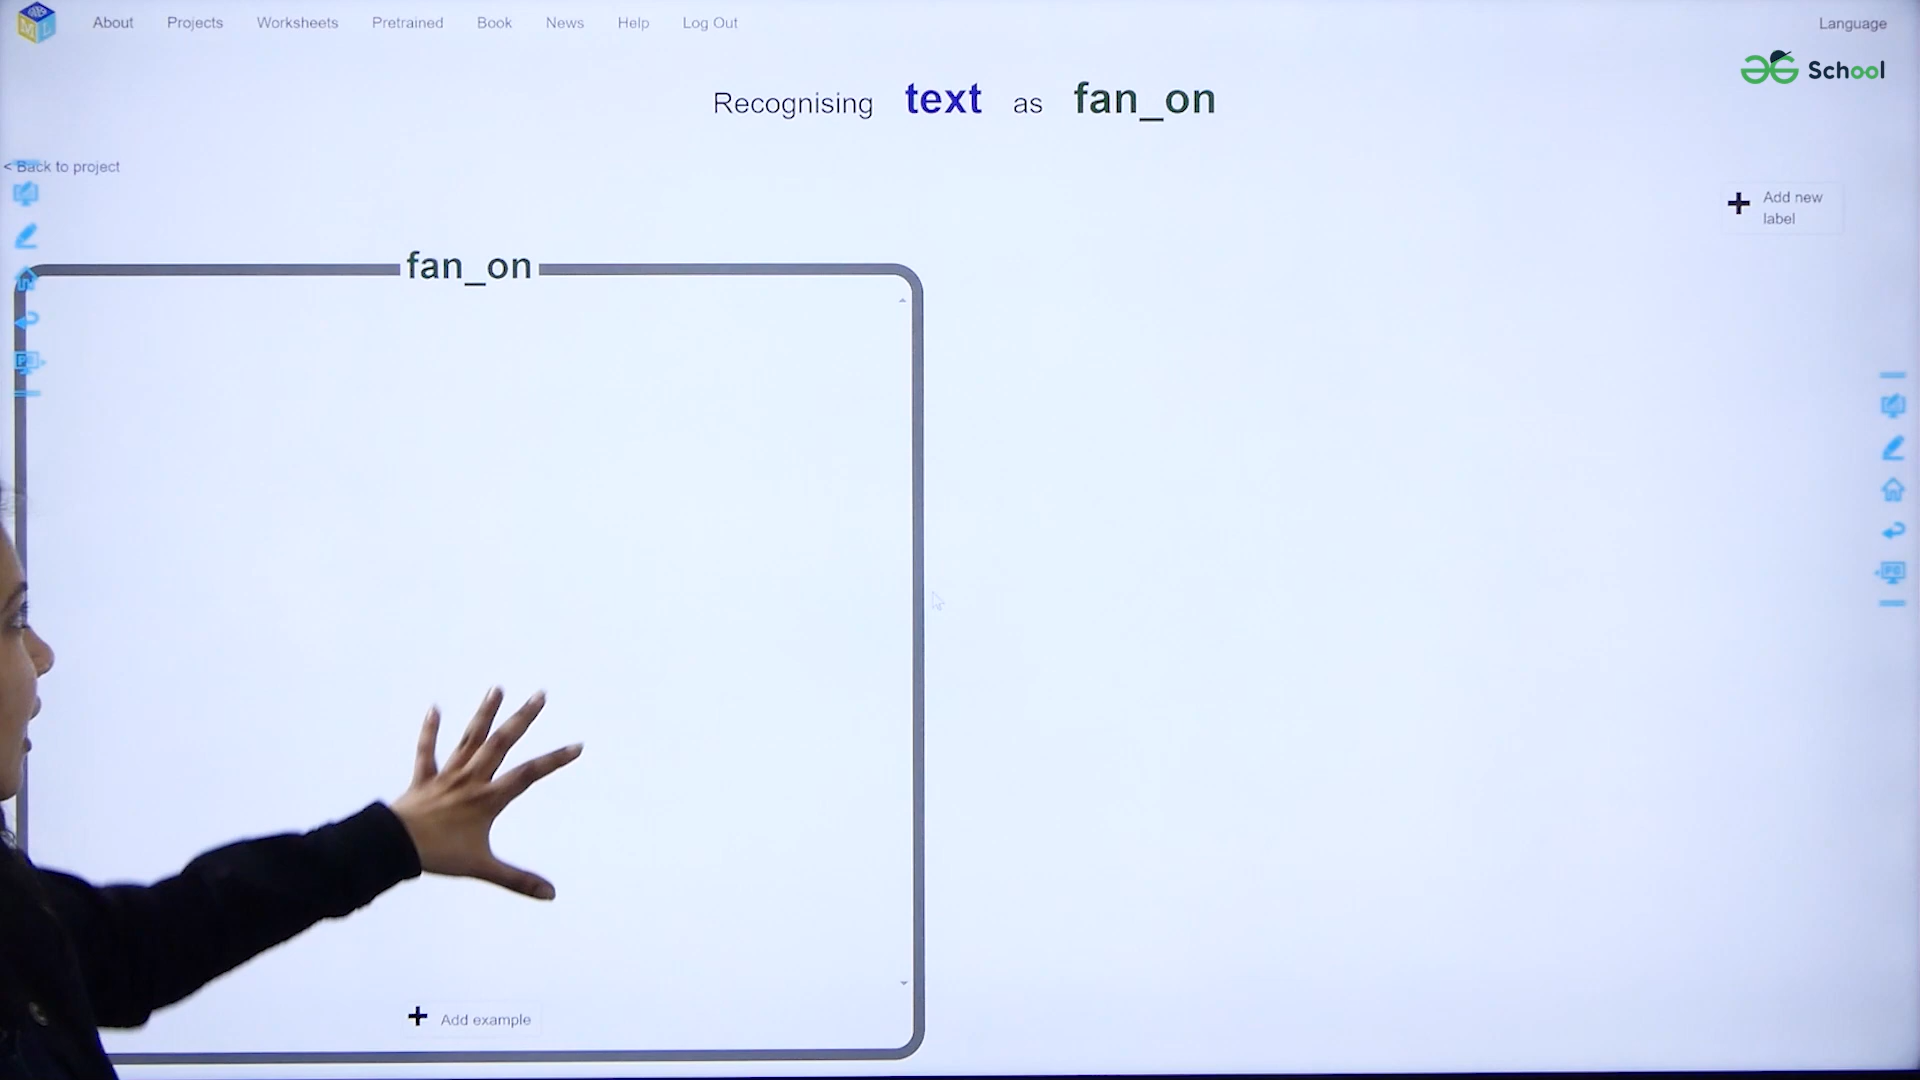 About Projects Worksheets Pretrained Book News Help Log Out Language
School
Recognising text as fan_on
< Back to project
+ Add new
label
fan_on
+ Add example